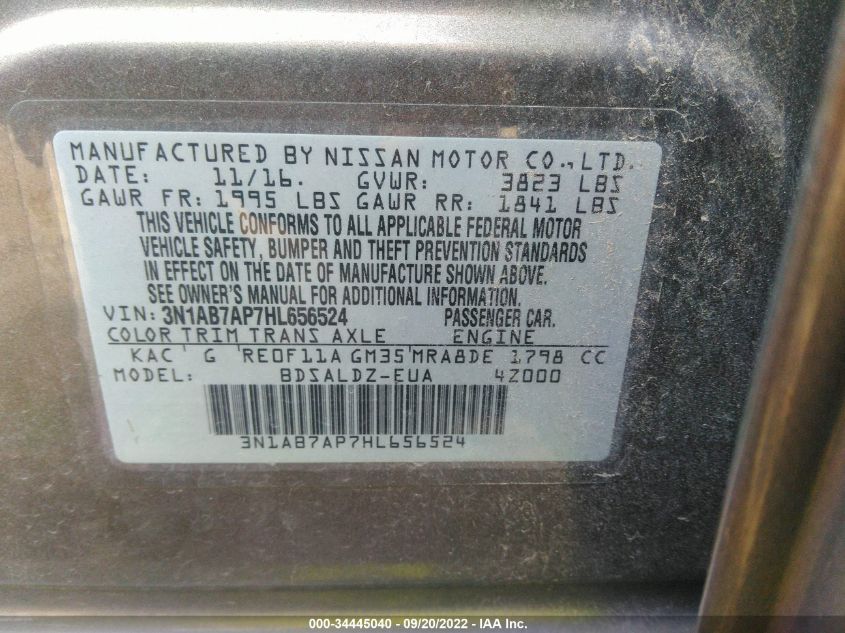 MANUFACTURED BY NISSAN MOTOR CO., LTD.
DATE: 11/16. GVWR: 3823 LBS
GAWR FR: 1995 LBS GAWR RR: 1841 LBS
THIS VEHICLE CONFORMS TO ALL APPLICABLE FEDERAL MOTOR
VEHICLE SAFETY, BUMPER AND THEFT PREVENTION STANDARDS
IN EFFECT ON THE DATE OF MANUFACTURE SHOWN ABOVE.
SEE OWNER'S MANUAL FOR ADDITIONAL INFORMATION.
VIN: 3N1AB7AP7HL656524 PASSENGER CAR.
COLOR TRIM TRANS AXLE ENGINE
KAC G RE0F11A GM35 MRA8DE 1798 CC
MODEL: BDSALDZ-EUA 4Z000
3N1AB7AP7HL656524
000-34445040 - 09/20/2022 - IAA Inc.